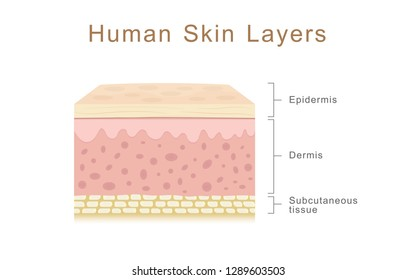 Human Skin Layers
Epidermis
Dermis
Subcutaneous
tissue
shutterstock.com · 1289603503